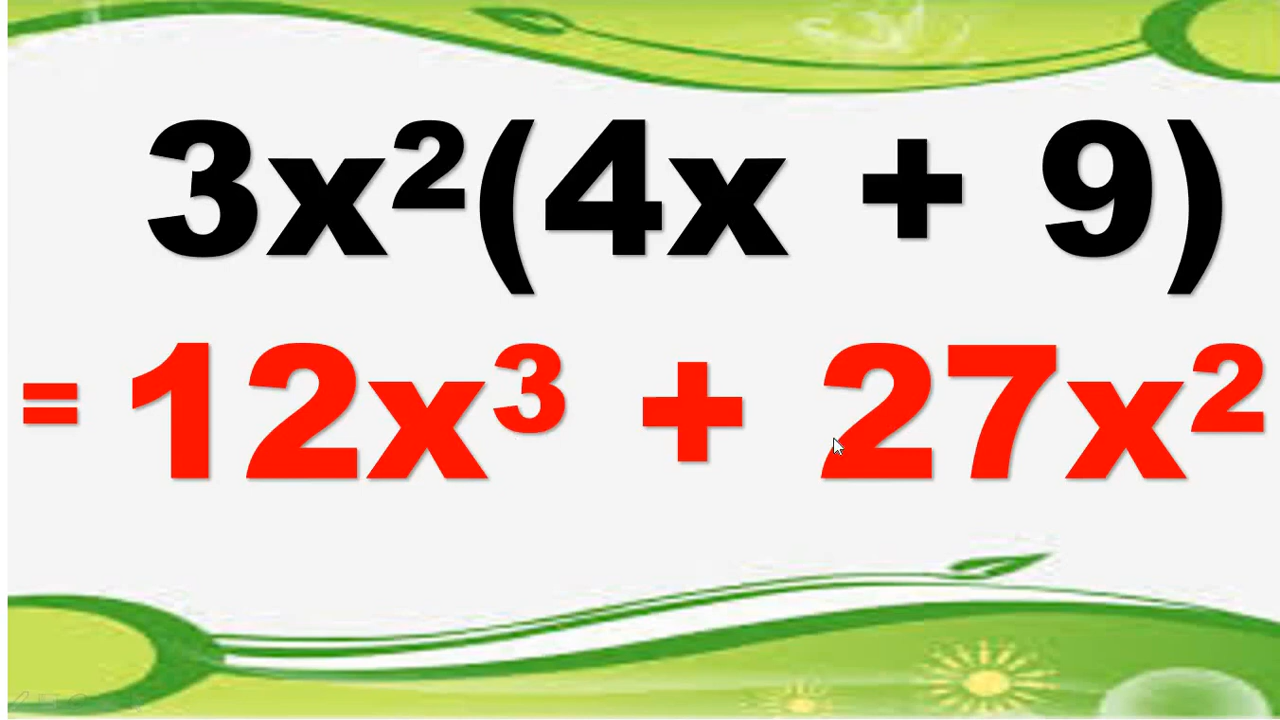 3x²(4x + 9)
= 12x³ + 27x²